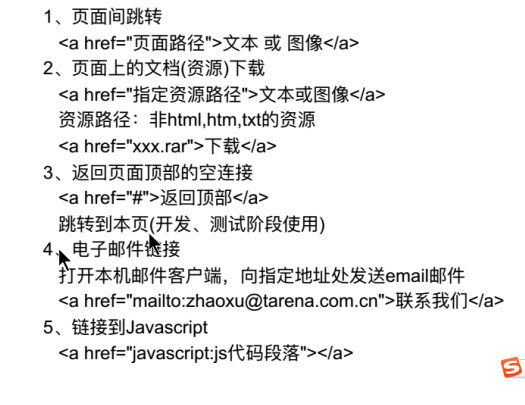 1、页面间跳转
<a href="页面路径">文本 或 图像</a>
2、页面上的文档(资源)下载
<a href="指定资源路径">文本或图像</a>
资源路径：非html,htm,txt的资源
<a href="xxx.rar">下载</a>
3、返回页面顶部的空连接
<a href="#">返回顶部</a>
跳转到本页(开发、测试阶段使用)
4、电子邮件链接
打开本机邮件客户端，向指定地址处发送email邮件
<a href="mailto:zhaoxu@tarena.com.cn">联系我们</a>
5、链接到Javascript
<a href="javascript:js代码段落"></a>